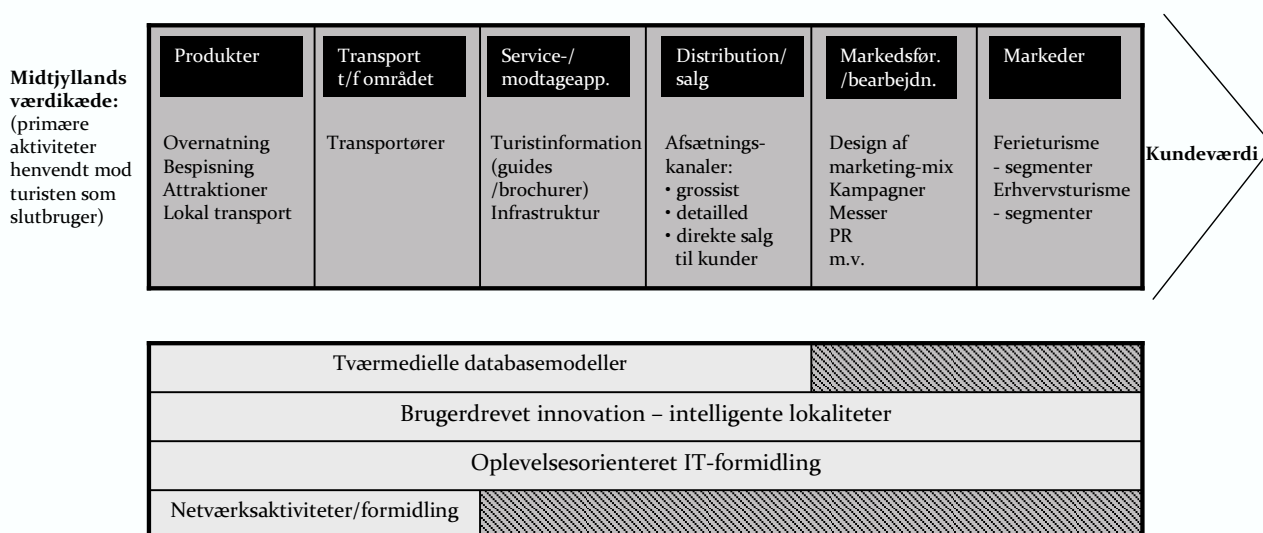 Midtjyllands
værdikæde:
(primære
aktiviteter
henvendt mod
turisten som
slutbruger)
Produkter
Overnatning
Bespisning
Attraktioner
Lokal transport
Transport
t/f området
Transportører
Service-/
modtageapp.
Turistinformation
(guides
/brochurer)
Infrastruktur
Distribution/
salg
Afsætnings-
kanaler:
• grossist
• detailled
• direkte salg
til kunder
Markedsfør.
/bearbejdn.
Design af
marketing-mix
Kampagner
Messer
PR
m.v.
Markeder
Ferieturisme
- segmenter
Erhvervsturisme
- segmenter
Kundeværdi
Tværmedielle databasemodeller
Brugerdrevet innovation – intelligente lokaliteter
Oplevelsesorienteret IT-formidling
Netværksaktiviteter/formidling